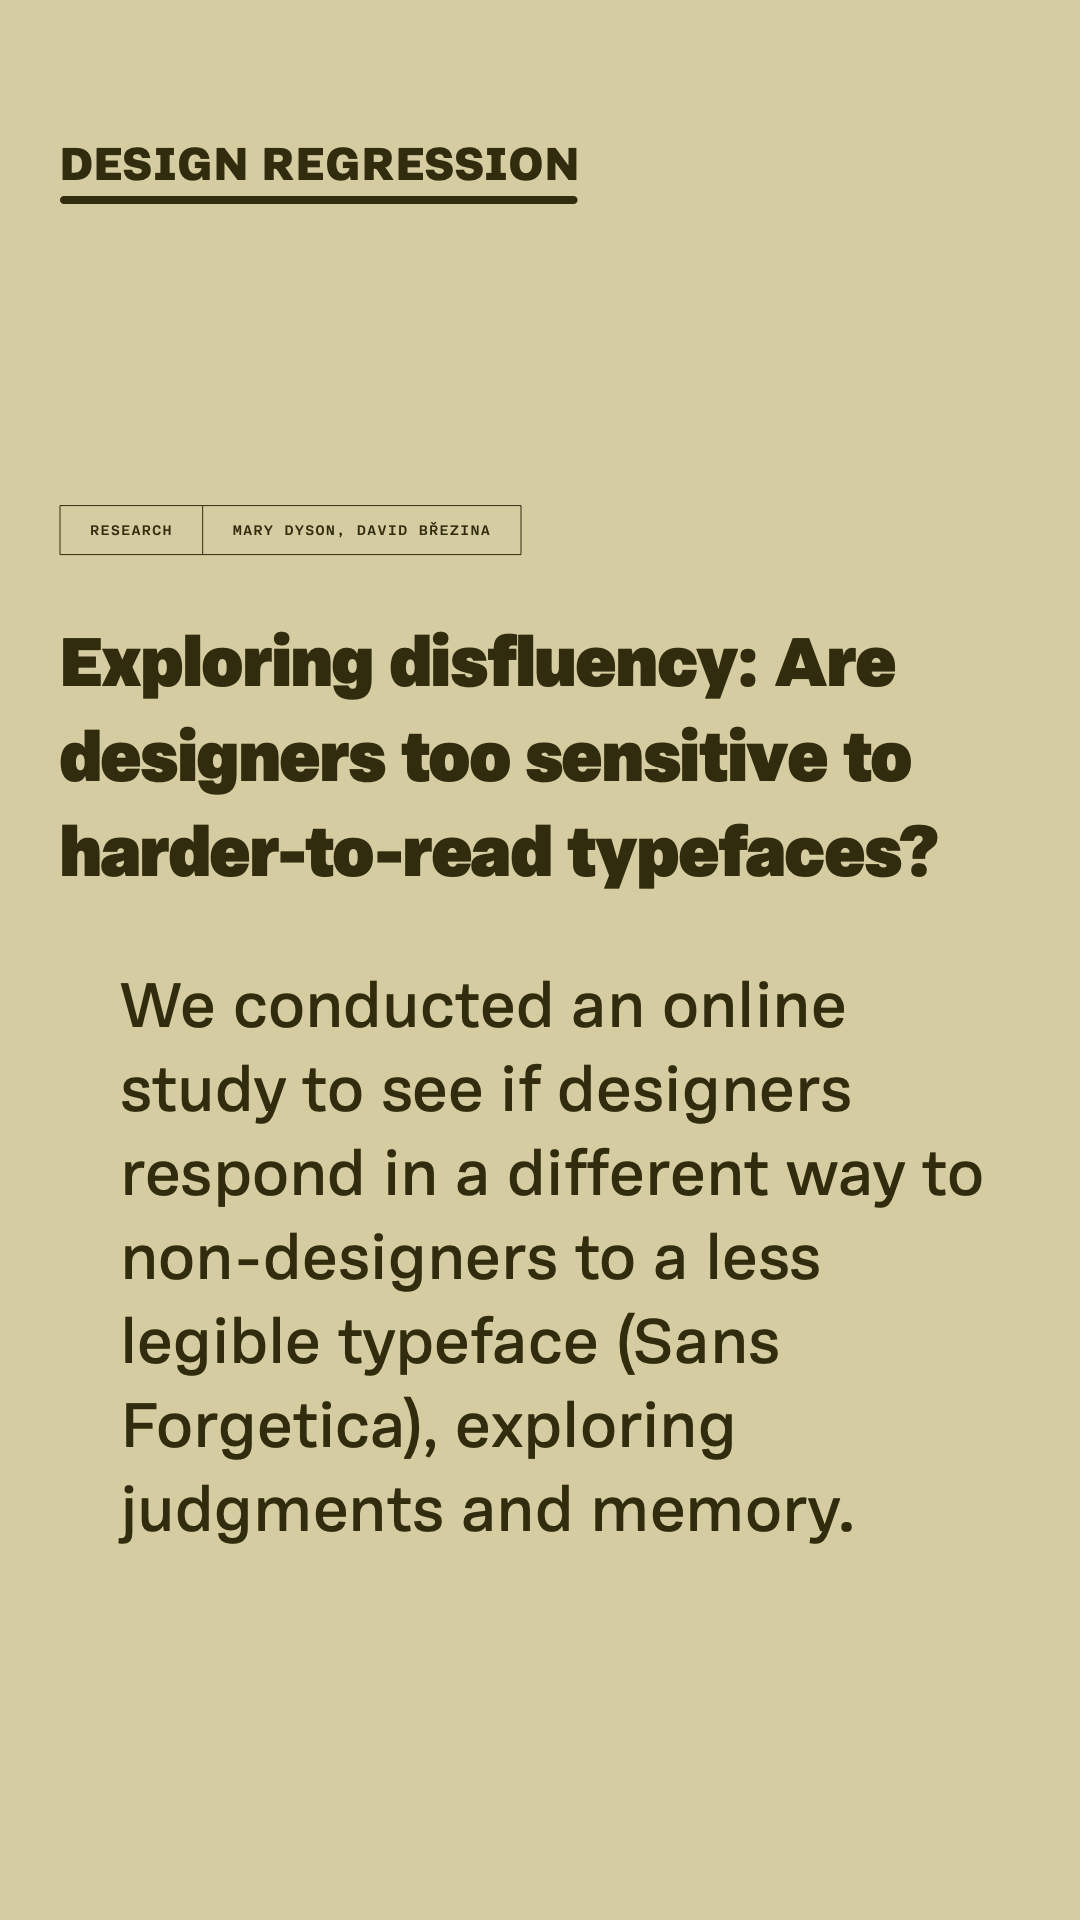 DESIGN REGRESSION
RESEARCH
MARY DYSON, DAVID BŘEZINA
Exploring disfluency: Are
designers too sensitive to
harder-to-read typefaces?
We conducted an online
study to see if designers
respond in a different way to
non-designers to a less
legible typeface (Sans
Forgetica), exploring
judgments and memory.